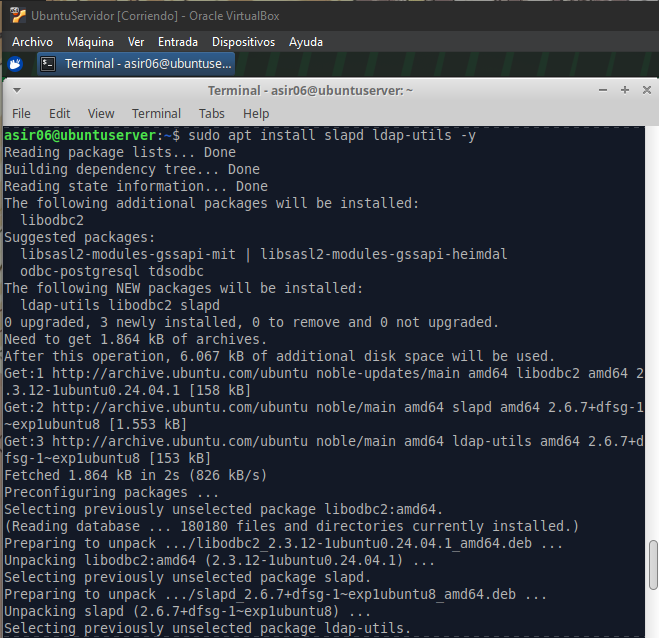 UbuntuServidor [Corriendo] - Oracle VirtualBox
Archivo Máquina Ver Entrada Dispositivos Ayuda
Terminal - asir06@ubuntuse...
Terminal - asir06@ubuntuserver: ~
File Edit View Terminal Tabs Help
asir06@ubuntuserver:~$ sudo apt install slapd ldap-utils -y
Reading package lists... Done
Building dependency tree... Done
Reading state information... Done
The following additional packages will be installed:
libodbc2
Suggested packages:
libsasl2-modules-gssapi-mit | libsasl2-modules-gssapi-heimdal
odbc-postgresql tdsodbc
The following NEW packages will be installed:
ldap-utils libodbc2 slapd
0 upgraded, 3 newly installed, 0 to remove and 0 not upgraded.
Need to get 1.864 kB of archives.
After this operation, 6.067 kB of additional disk space will be used.
Get:1 http://archive.ubuntu.com/ubuntu noble-updates/main amd64 libodbc2 amd64 2
.3.12-1ubuntu0.24.04.1 [158 kB]
Get:2 http://archive.ubuntu.com/ubuntu noble/main amd64 slapd amd64 2.6.7+dfsg-1
~exp1ubuntu8 [1.553 kB]
Get:3 http://archive.ubuntu.com/ubuntu noble/main amd64 ldap-utils amd64 2.6.7+d
fsg-1~exp1ubuntu8 [153 kB]
Fetched 1.864 kB in 2s (826 kB/s)
Preconfiguring packages ...
Selecting previously unselected package libodbc2:amd64.
(Reading database ... 180180 files and directories currently installed.)
Preparing to unpack .../libodbc2_2.3.12-1ubuntu0.24.04.1_amd64.deb ...
Unpacking libodbc2:amd64 (2.3.12-1ubuntu0.24.04.1) ...
Selecting previously unselected package slapd.
Preparing to unpack .../slapd_2.6.7+dfsg-1~exp1ubuntu8_amd64.deb ...
Unpacking slapd (2.6.7+dfsg-1~exp1ubuntu8) ...
Selecting previously unselected package ldap-utils.